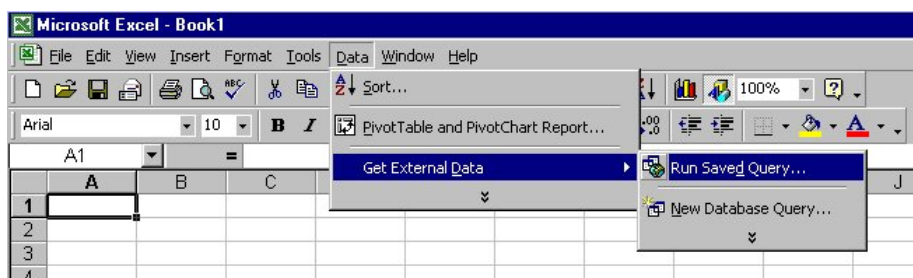 Microsoft Excel - Book1
File Edit View Insert Format Tools Data Window Help
ABC Sort... 100%
Arial 10 B I PivotTable and PivotChart Report... A
A1 = Get External Data Run Saved Query...
A B C J
New Database Query...
1
2
3
4